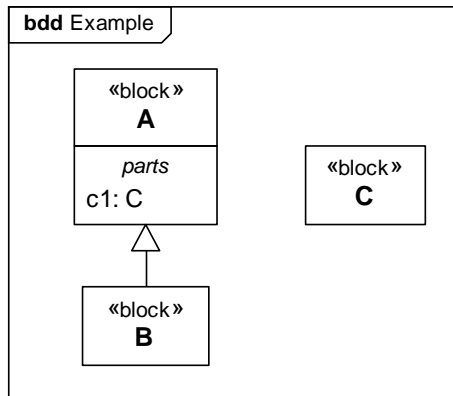 bdd Example
«block»
A
parts
c1: C
«block»
C
«block»
B